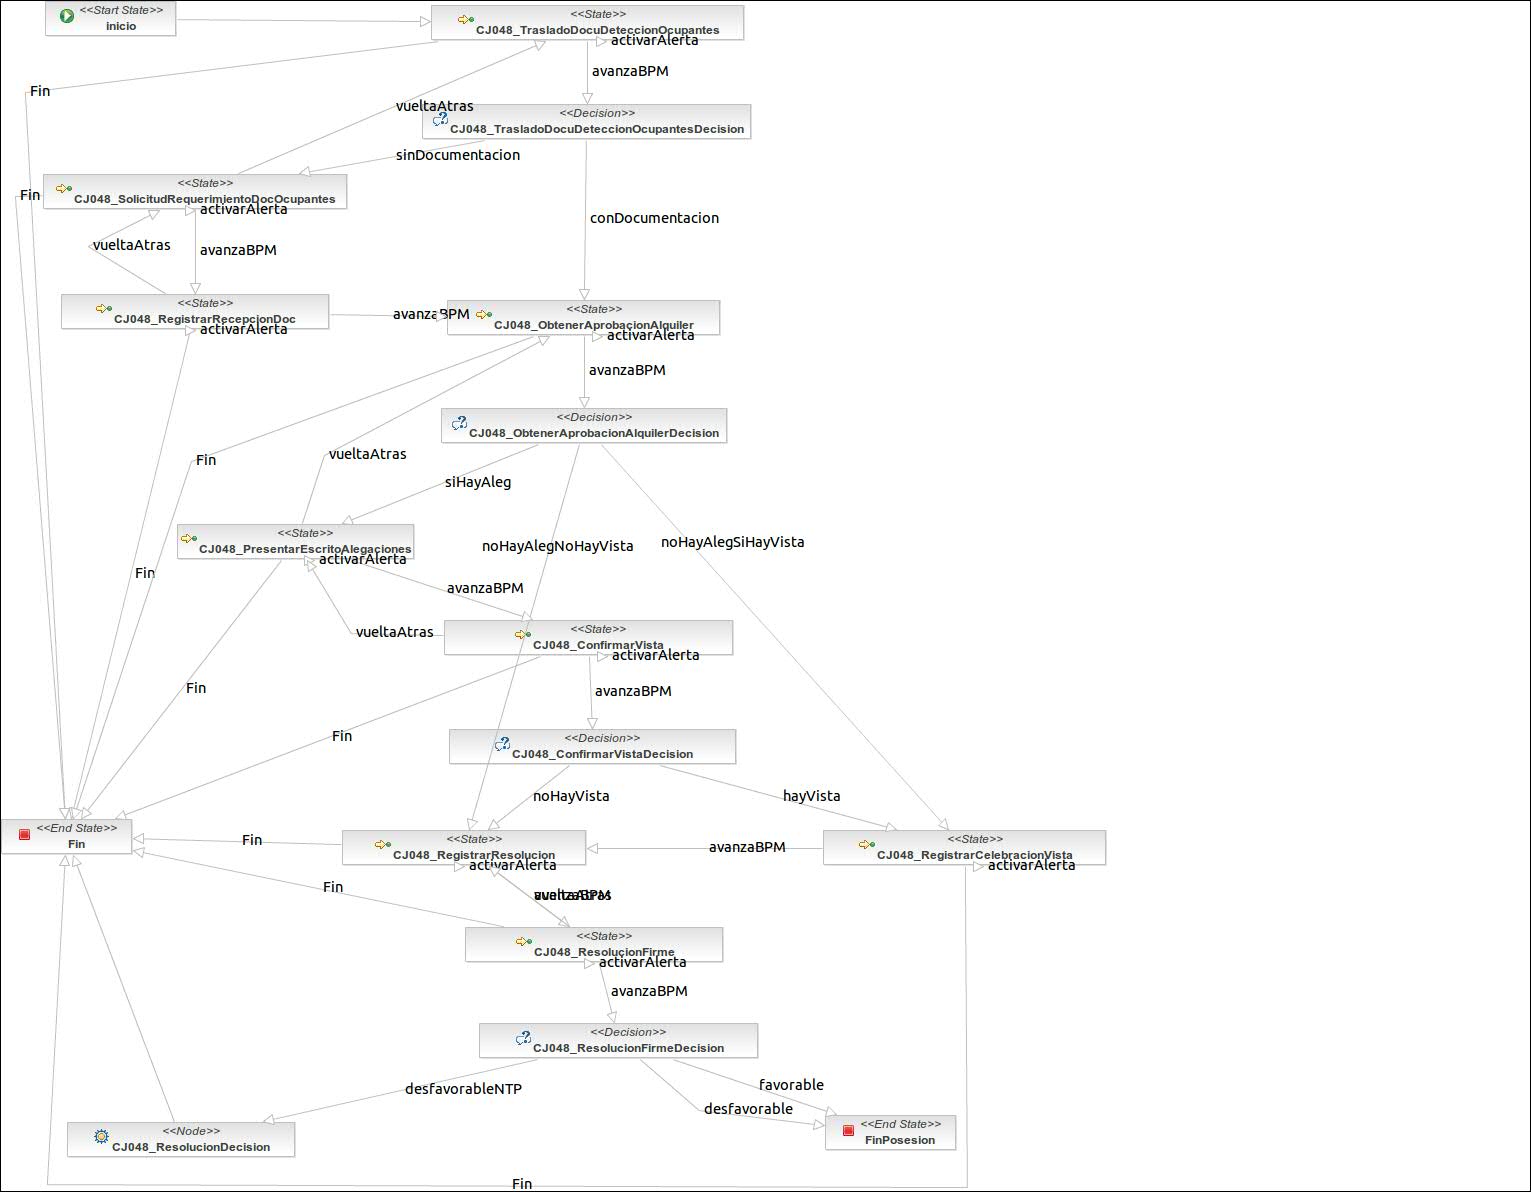 <<Start State>>
inicio
<<State>>
CJ048_TrasladoDocuDeteccionOcupantes
activarAlerta
avanzaBPM
Fin
vueltaAtras
<<Decision>>
CJ048_TrasladoDocuDeteccionOcupantesDecision
sinDocumentacion
<<State>>
CJ048_SolicitudRequerimientoDocOcupantes
Fin
activarAlerta
conDocumentacion
vueltaAtras
avanzaBPM
<<State>>
CJ048_RegistrarRecepcionDoc
activarAlerta
avanzaBPM
<<State>>
CJ048_ObtenerAprobacionAlquiler
activarAlerta
avanzaBPM
<<Decision>>
CJ048_ObtenerAprobacionAlquilerDecision
vueltaAtras
Fin
siHayAleg
<<State>>
CJ048_PresentarEscritoAlegaciones
activarAlerta
noHayAlegNoHayVista
noHayAlegSiHayVista
Fin
avanzaBPM
<<State>>
CJ048_ConfirmarVista
vueltaAtras
activarAlerta
Fin
avanzaBPM
Fin
<<Decision>>
CJ048_ConfirmarVistaDecision
noHayVista
hayVista
<<End State>>
Fin
Fin
<<State>>
CJ048_RegistrarResolucion
activarAlerta
avanzaBPM
<<State>>
CJ048_RegistrarCelebracionVista
activarAlerta
Fin
vueltaAtras
avanzaBPM
<<State>>
CJ048_ResolucionFirme
activarAlerta
avanzaBPM
<<Decision>>
CJ048_ResolucionFirmeDecision
desfavorableNTP
favorable
desfavorable
<<Node>>
CJ048_ResolucionDecision
<<End State>>
FinPosesion
Fin